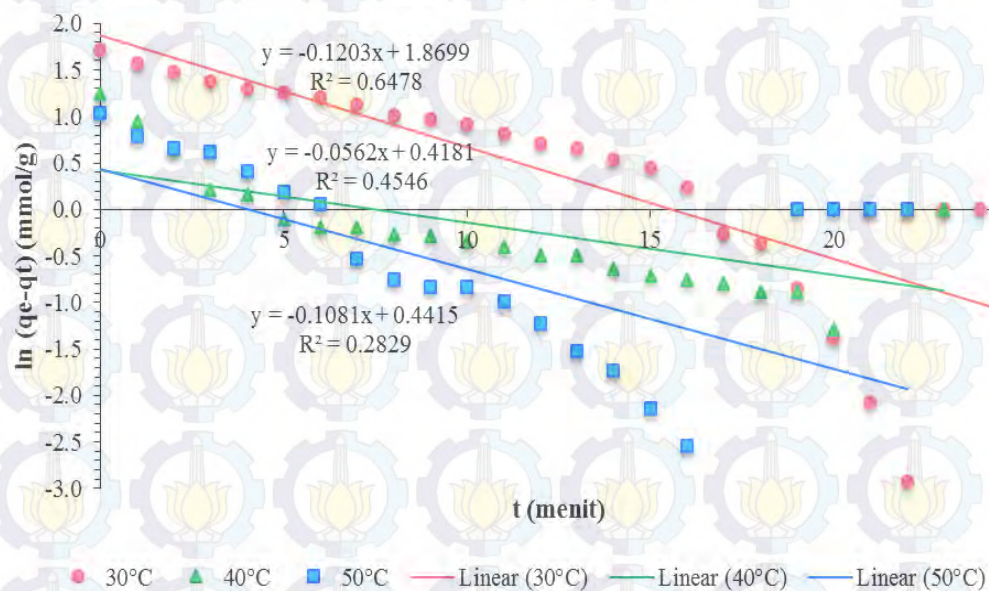 2.0
1.5
1.0
0.5
0.0
-0.5
-1.0
-1.5
-2.0
-2.5
-3.0
ln (qe-qt) (mmol/g)
y = -0.1203x + 1.8699
R² = 0.6478
y = -0.0562x + 0.4181
R² = 0.4546
0 5 10 15 20
y = -0.1081x + 0.4415
R² = 0.2829
t (menit)
30°C 40°C 50°C Linear (30°C) Linear (40°C) Linear (50°C)